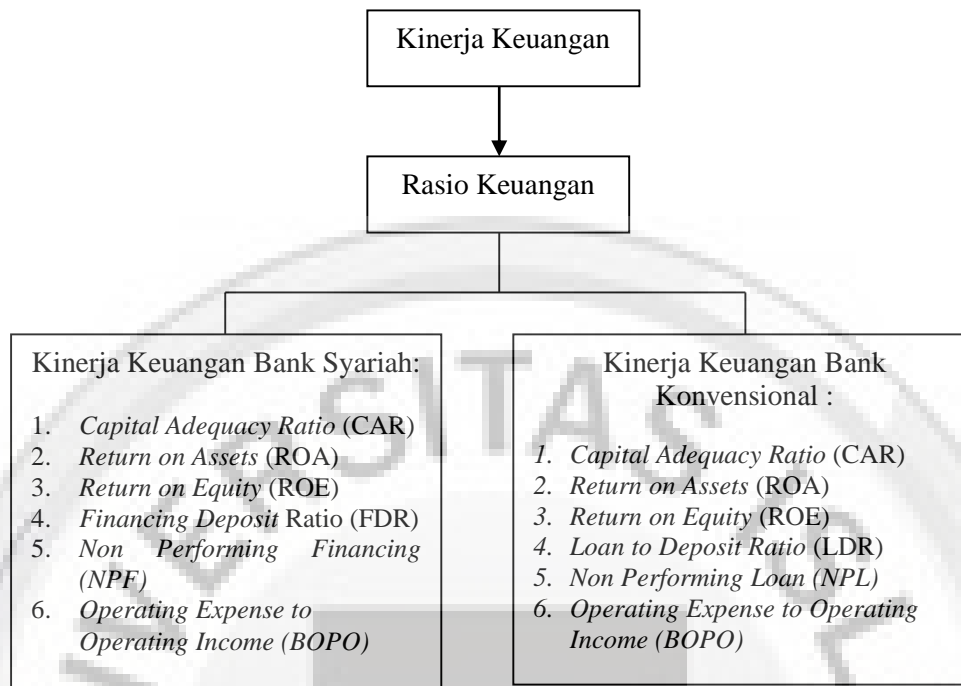 Kinerja Keuangan
Rasio Keuangan
Kinerja Keuangan Bank Syariah:
1. Capital Adequacy Ratio (CAR)
2. Return on Assets (ROA)
3. Return on Equity (ROE)
4. Financing Deposit Ratio (FDR)
5. Non Performing Financing
(NPF)
6. Operating Expense to
Operating Income (BOPO)
Kinerja Keuangan Bank
Konvensional :
1. Capital Adequacy Ratio (CAR)
2. Return on Assets (ROA)
3. Return on Equity (ROE)
4. Loan to Deposit Ratio (LDR)
5. Non Performing Loan (NPL)
6. Operating Expense to Operating
Income (BOPO)